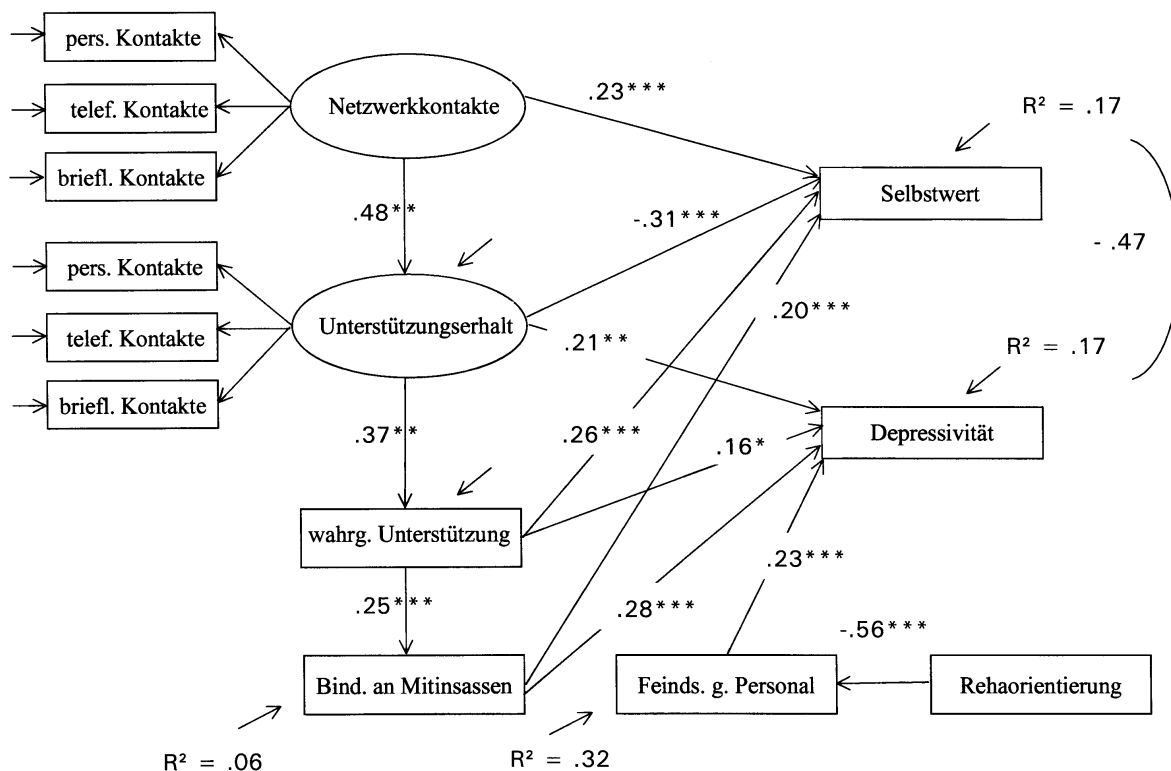 pers. Kontakte
telef. Kontakte
briefl. Kontakte
Netzwerkkontakte
.23***
R² = .17
Selbstwert
.48**
-.31***
- .47
pers. Kontakte
telef. Kontakte
briefl. Kontakte
Unterstützungserhalt
.20***
.21**
R² = .17
Depressivität
.37**
.26***
.16*
wahrg. Unterstützung
.23***
.25***
.28***
-.56***
Bind. an Mitinsassen
Feinds. g. Personal
Rehaorientierung
R² = .06
R² = .32